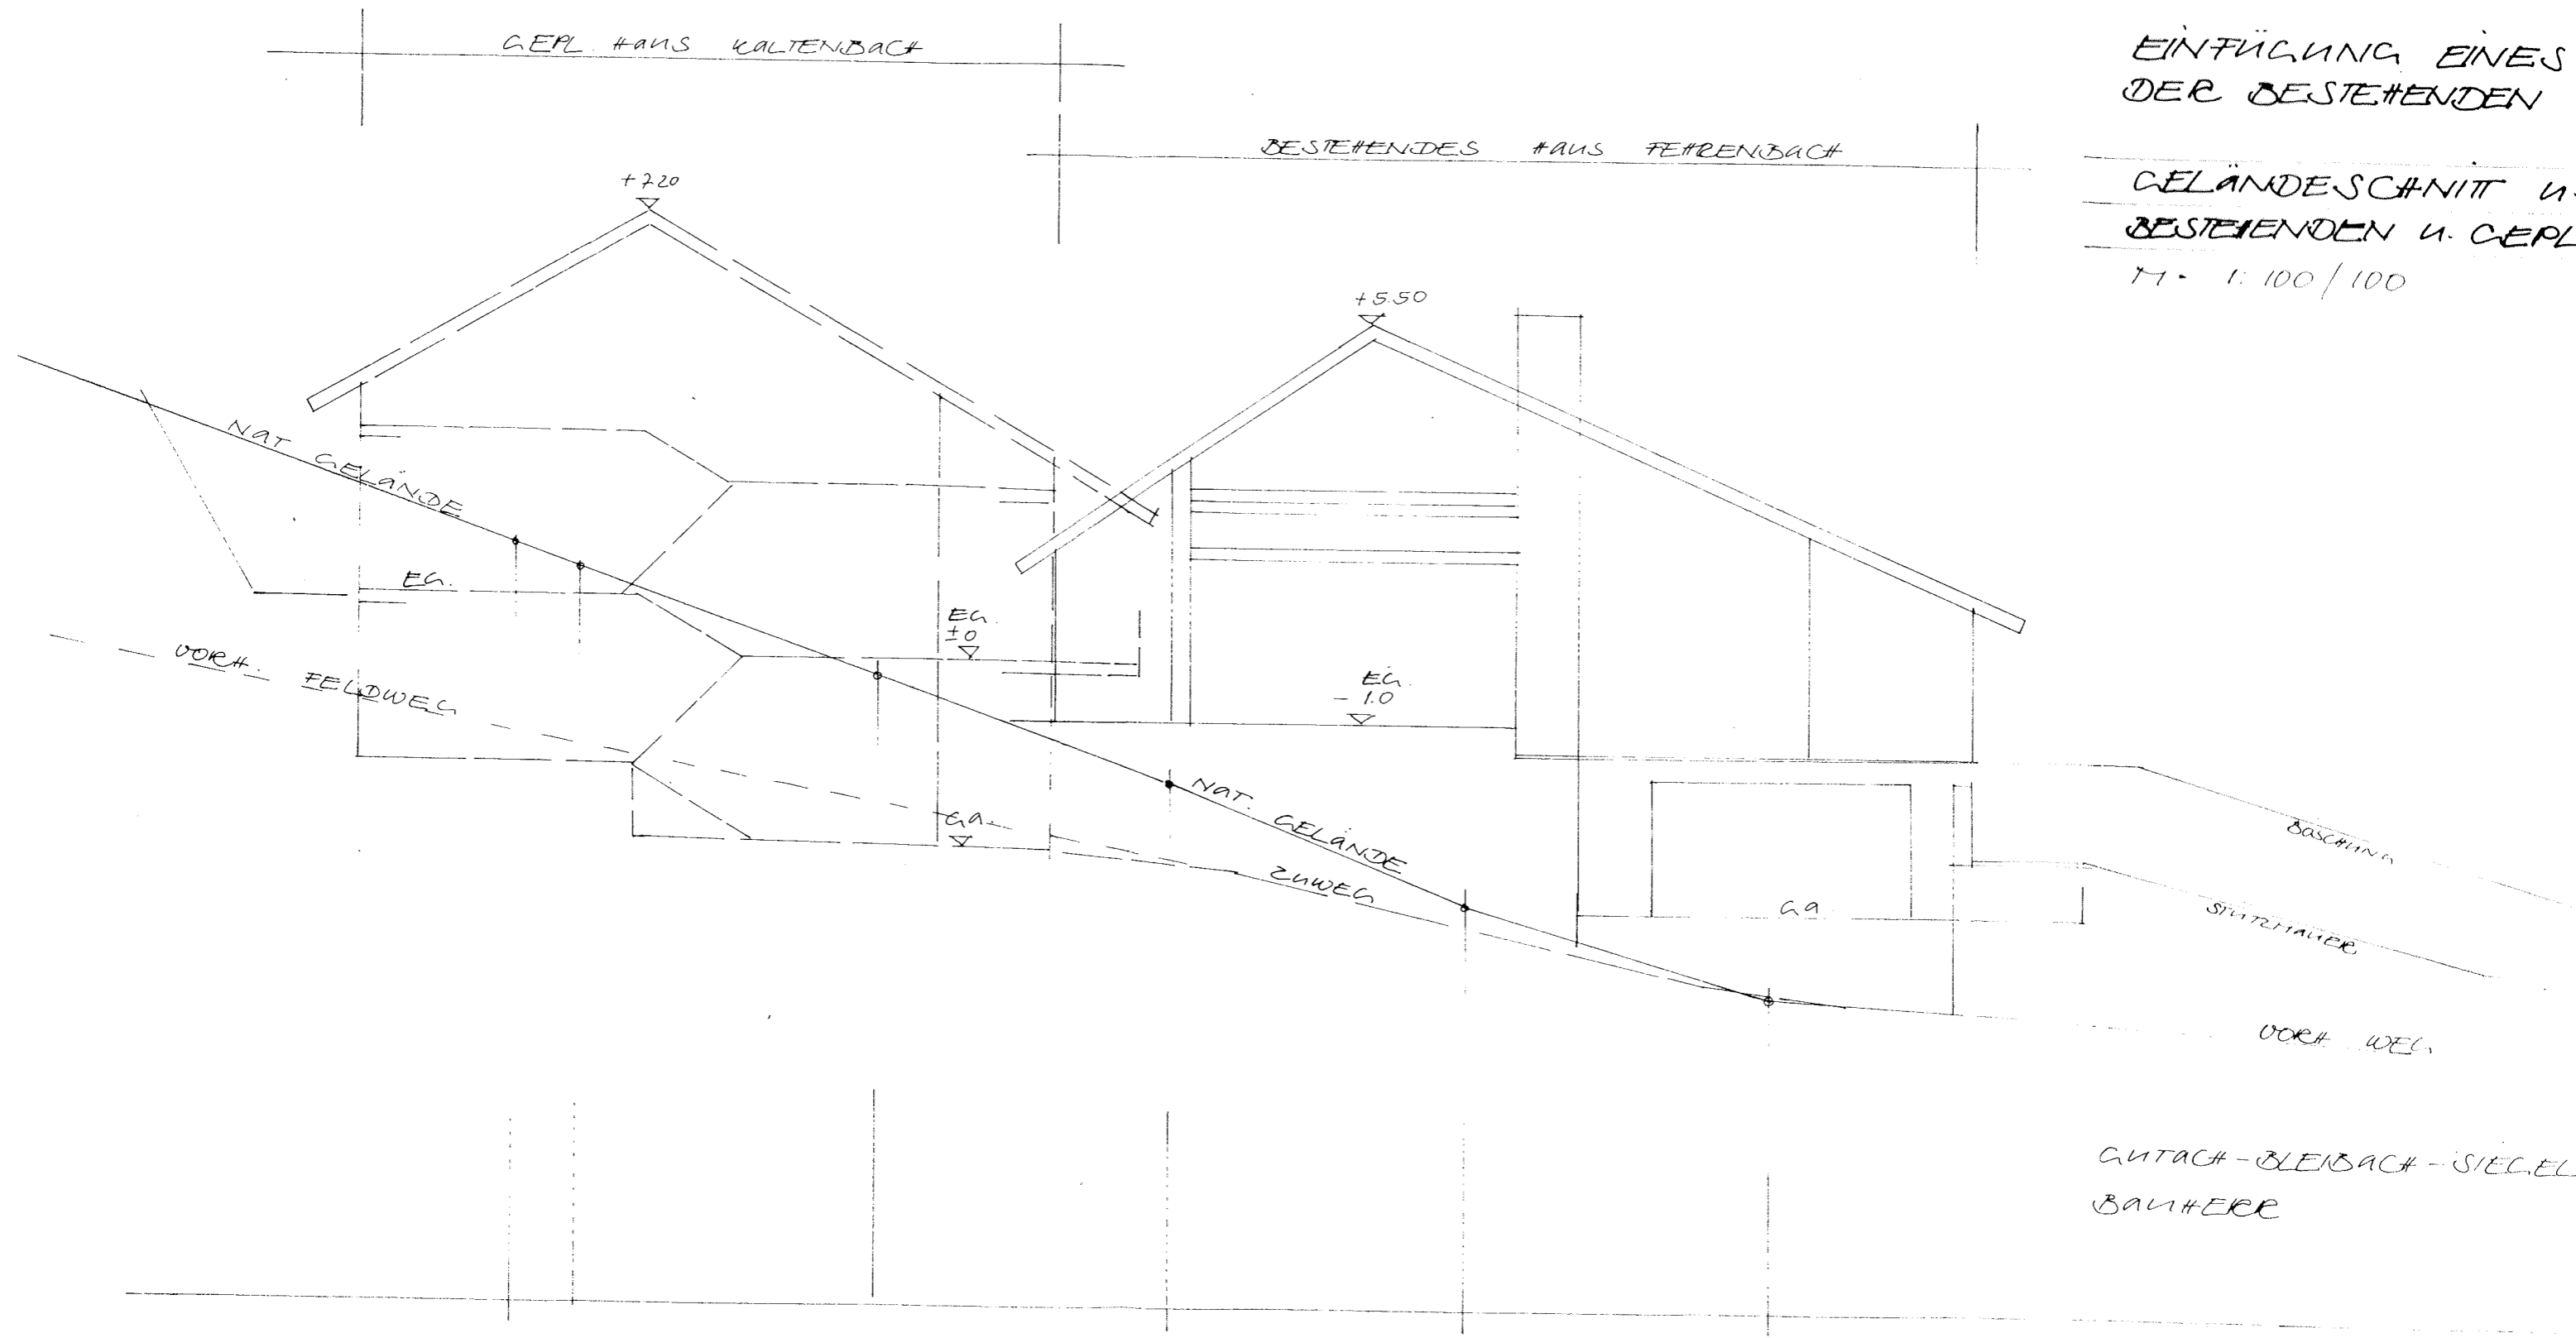 GEPL. HAUS KALTENBACH
EINFÜGUNG EINES
DER BESTEHENDEN
BESTEHENDES HAUS FEHRENBACH
GELÄNDESCHNITT U.
BESTEHENDEN U. GEPL
M. 1:100/100
+7.20
+5.50
NAT GELÄNDE
EG.
VORH. FELDWEG
EG.
±0
EG.
-1.0
GA.
NAT. GELÄNDE
ZUWEG
GA
BÖSCHUNG
STÜTZMAUER
VORH. WEG
GUTACH-BLEIBACH-SIEGEL
BAUHERR